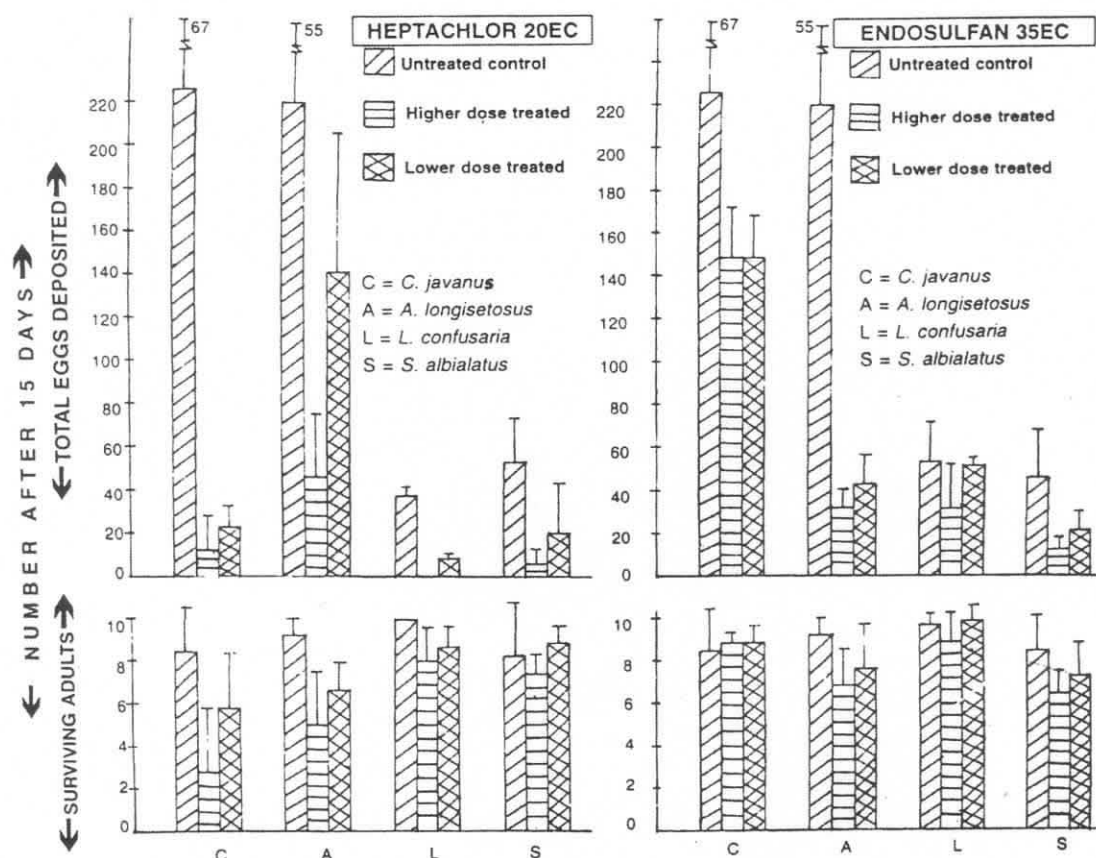 NUMBER AFTER 15 DAYS
TOTAL EGGS DEPOSITED
SURVIVING ADULTS
HEPTACHLOR 20EC
67
55
Untreated control
Higher dose treated
Lower dose treated
C = C. javanus
A = A. longisetosus
L = L. confusaria
S = S. albialatus
220
200
180
160
140
120
100
80
60
40
20
0
10
8
6
4
2
0
C A L S
ENDOSULFAN 35EC
67
55
Untreated control
Higher dose treated
Lower dose treated
C = C. javanus
A = A. longisetosus
L = L. confusaria
S = S. albialatus
220
200
180
160
140
120
100
80
60
40
20
0
10
8
6
4
2
0
C A L S